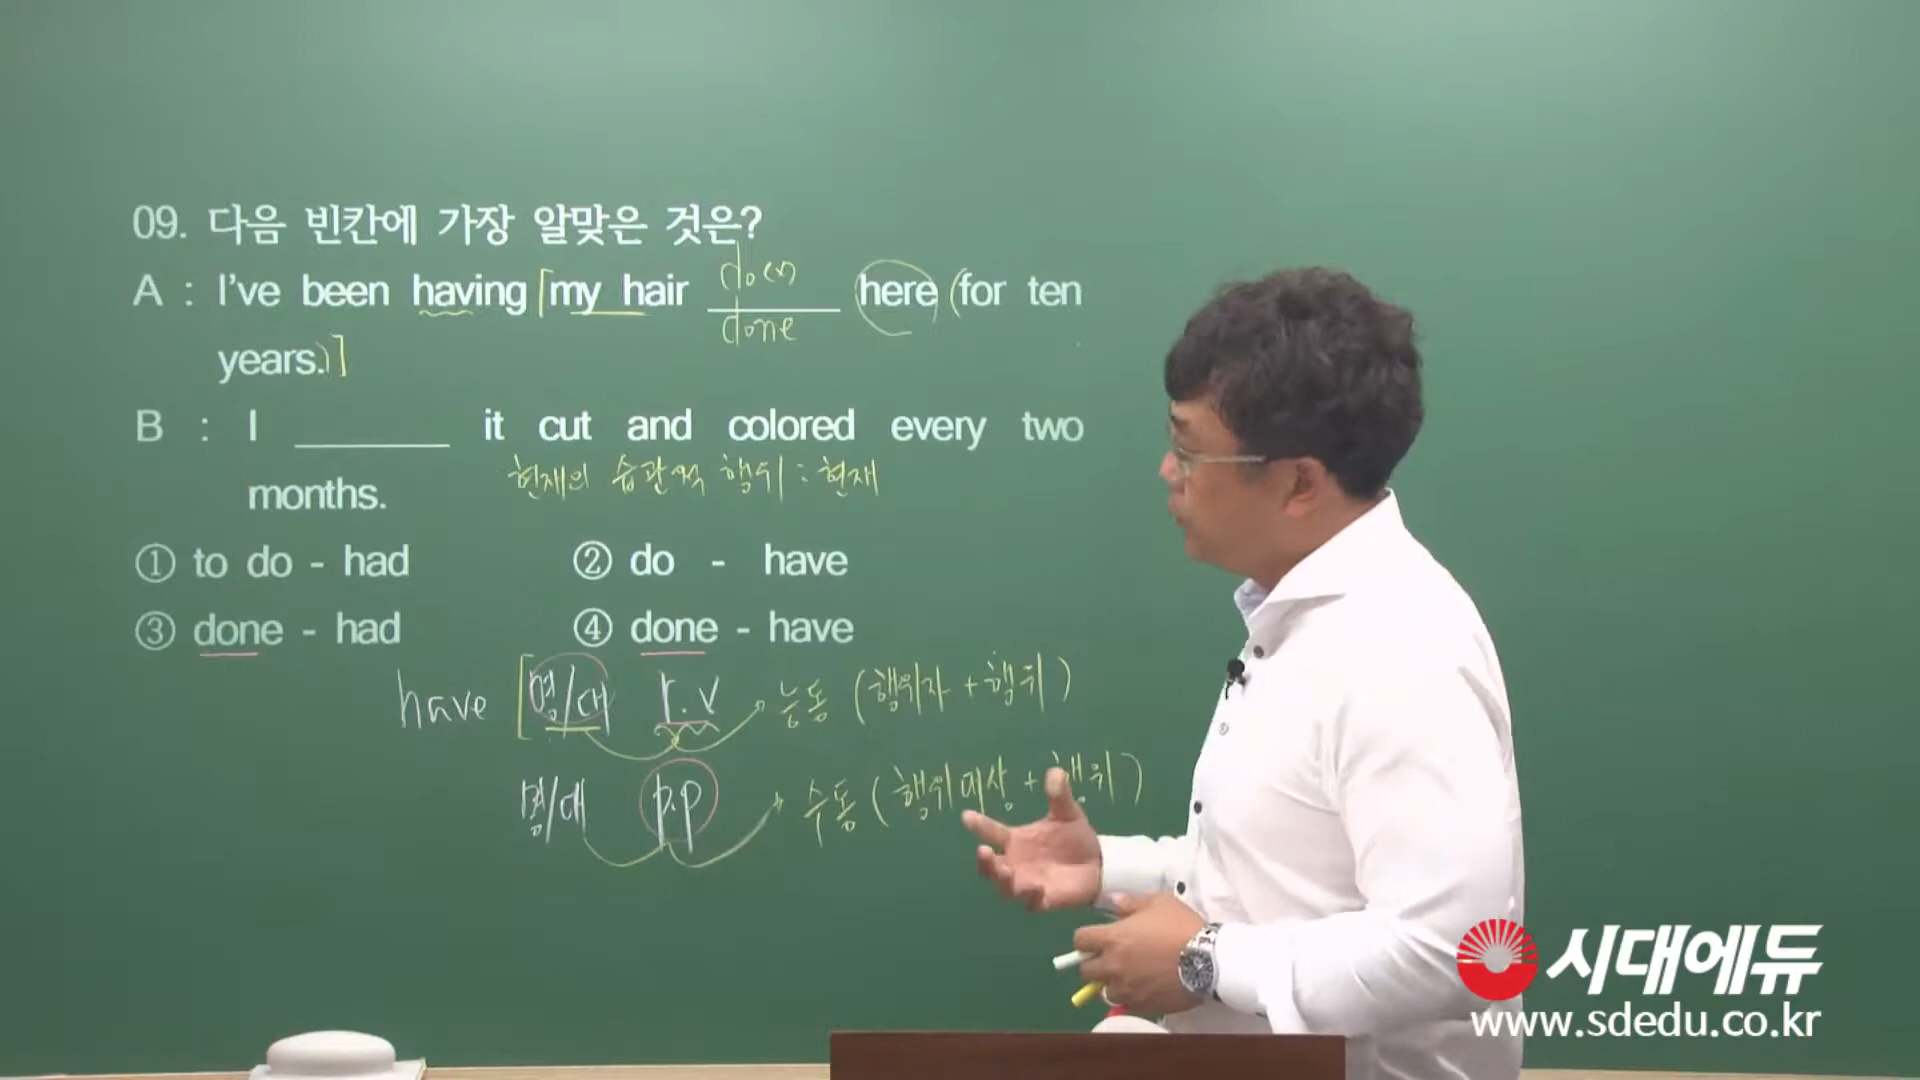 09. 다음 빈칸에 가장 알맞은 것은?
do
A : I've been having [my hair ______ here (for ten
done
years.)]
B : I ______ it cut and colored every two
현재의 습관적 행위 : 현재
months.
① to do - had ② do - have
③ done - had ④ done - have
have [명/대 r.v 능동 (행위자 + 행위)
명/대 p.p 수동 (행위대상 + 행위)
시대에듀
www.sdedu.co.kr